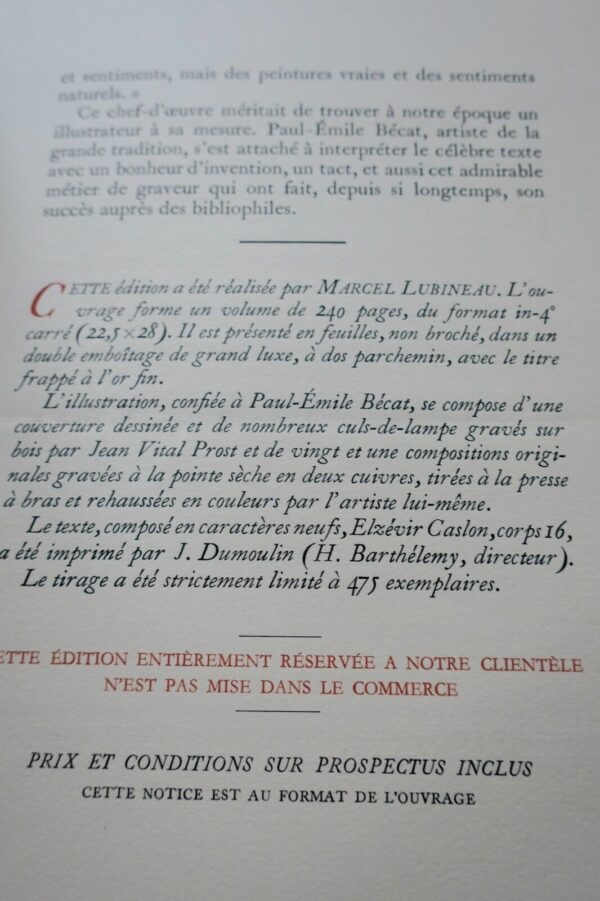 et sentiments, mais des peintures vraies et des sentiments
naturels. »
Ce chef-d'œuvre méritait de trouver à notre époque un
illustrateur à sa mesure. Paul-Émile Bécat, artiste de la
grande tradition, s'est attaché à interpréter le célèbre texte
avec un bonheur d'invention, un tact, et aussi cet admirable
métier de graveur qui ont fait, depuis si longtemps, son
succès auprès des bibliophiles.
CETTE édition a été réalisée par MARCEL LUBINEAU. L'ou-
vrage forme un volume de 240 pages, du format in-4°
carré (22,5×28). Il est présenté en feuilles, non broché, dans un
double emboîtage de grand luxe, à dos parchemin, avec le titre
frappé à l'or fin.
L'illustration, confiée à Paul-Émile Bécat, se compose d'une
couverture dessinée et de nombreux culs-de-lampe gravés sur
bois par Jean Vital Prost et de vingt et une compositions origi-
nales gravées à la pointe sèche en deux cuivres, tirées à la presse
à bras et rehaussées en couleurs par l'artiste lui-même.
Le texte, composé en caractères neufs, Elzévir Caslon, corps 16,
a été imprimé par J. Dumoulin (H. Barthélemy, directeur).
Le tirage a été strictement limité à 475 exemplaires.
ETTE ÉDITION ENTIÈREMENT RÉSERVÉE A NOTRE CLIENTÈLE
N'EST PAS MISE DANS LE COMMERCE
PRIX ET CONDITIONS SUR PROSPECTUS INCLUS
CETTE NOTICE EST AU FORMAT DE L'OUVRAGE